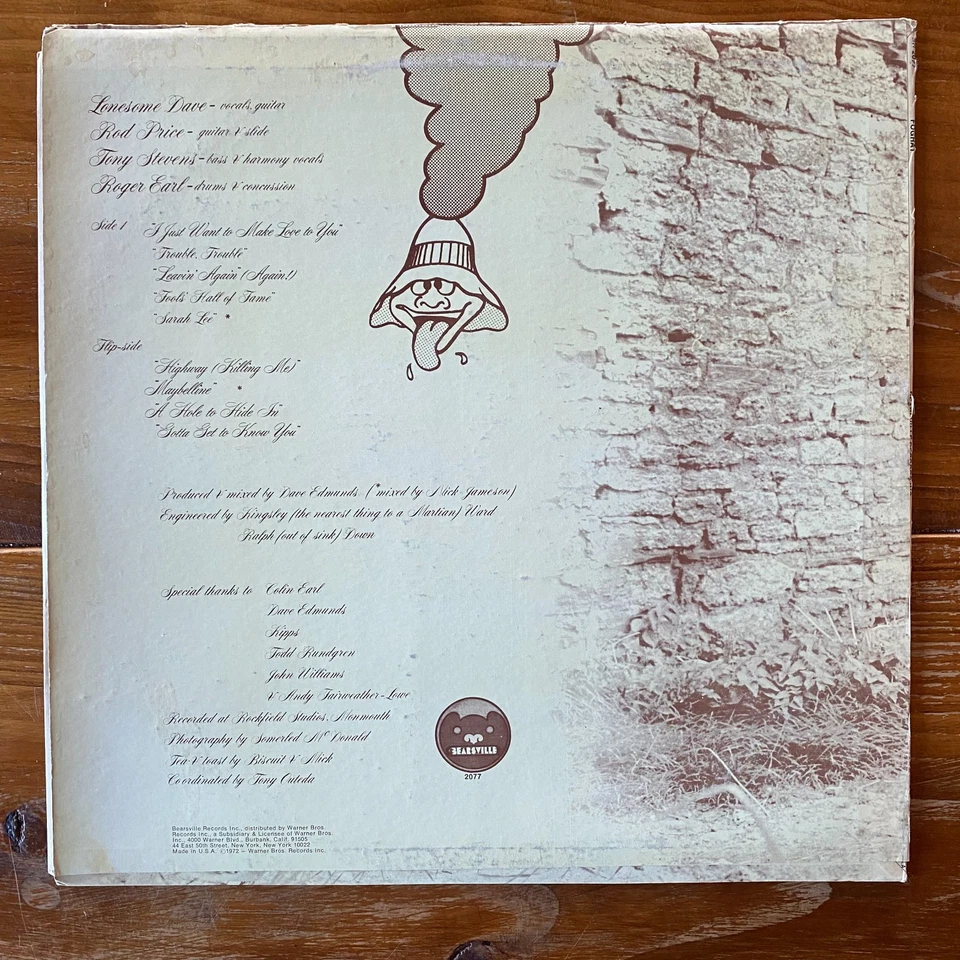 Lonesome Dave - vocals, guitar
Rod Price - guitar & slide
Tony Stevens - bass & harmony vocals
Roger Earl - drums & concussion
Side 1 "I Just Want to Make Love to You"
"Trouble, Trouble"
"Leavin' Again (Again!)
"Fools' Hall of Fame"
"Sarah Lee" *
Flip-side
"Highway (Killing Me)"
"Maybelline" *
"A Hole to Hide In"
"Gotta Get to Know You"
Produced & mixed by Dave Edmunds (*mixed by Nick Jameson)
Engineered by Kingsley (the nearest thing to a Martian) Ward
Ralph (out of sink) Down
Special thanks to Colin Earl
Dave Edmunds
Kipps
Todd Rundgren
John Williams
& Andy Fairweather-Lowe
Recorded at Rockfield Studios, Monmouth
Photography by Somerled McDonald
Tea & toast by Biscuit & Mick
Coordinated by Tony Outeda
BEARSVILLE
2077
Bearsville Records Inc., distributed by Warner Bros.
Records Inc., a Subsidiary & Licensee of Warner Bros.
Inc., 4000 Warner Blvd., Burbank, Calif. 91505
44 East 50th Street, New York, New York 10022
Made in U.S.A. ©1972 – Warner Bros. Records Inc.
FOGHAT